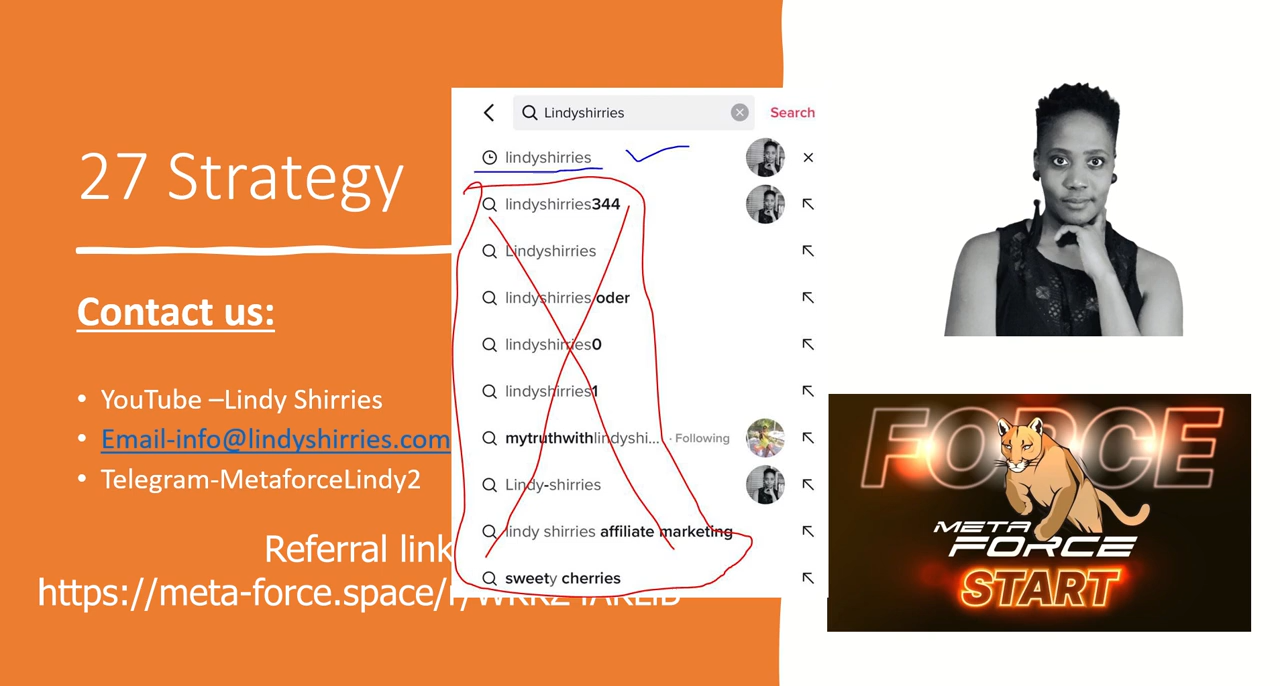 27 Strategy
Contact us:
• YouTube –Lindy Shirries
• Email-info@lindyshirries.com
• Telegram-MetaforceLindy2
Referral link
https://meta-force.space/r/
Lindyshirries
Search
lindyshirries
lindyshirries344
Lindyshirries
lindyshirries oder
lindyshirries0
lindyshirries1
mytruthwithlindyshi... · Following
Lindy-shirries
lindy shirries affiliate marketing
sweety cherries
FORCE
META
FORCE
START